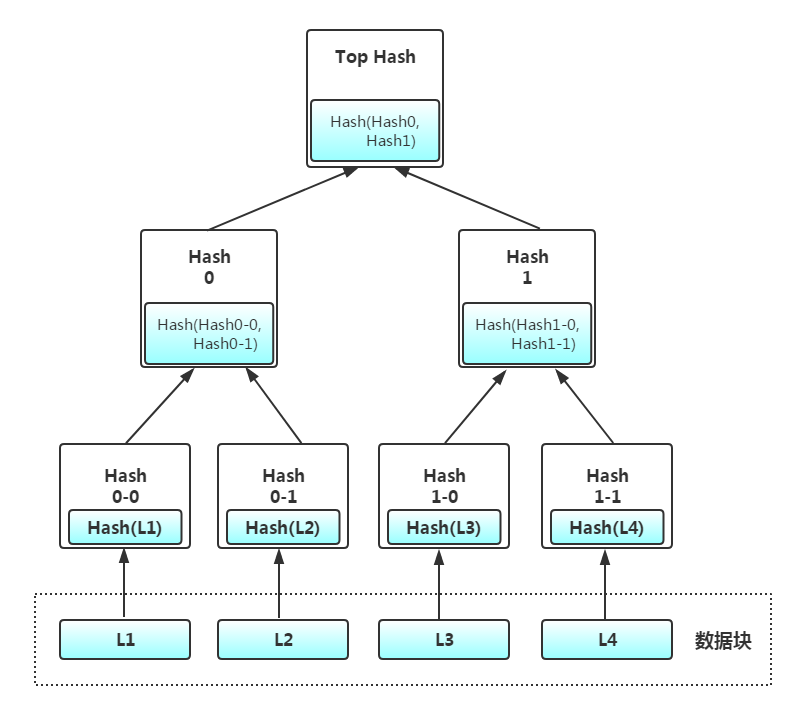 Top Hash
Hash(Hash0,
Hash1)
Hash
0
Hash(Hash0-0,
Hash0-1)
Hash
1
Hash(Hash1-0,
Hash1-1)
Hash
0-0
Hash(L1)
Hash
0-1
Hash(L2)
Hash
1-0
Hash(L3)
Hash
1-1
Hash(L4)
L1
L2
L3
L4
数据块